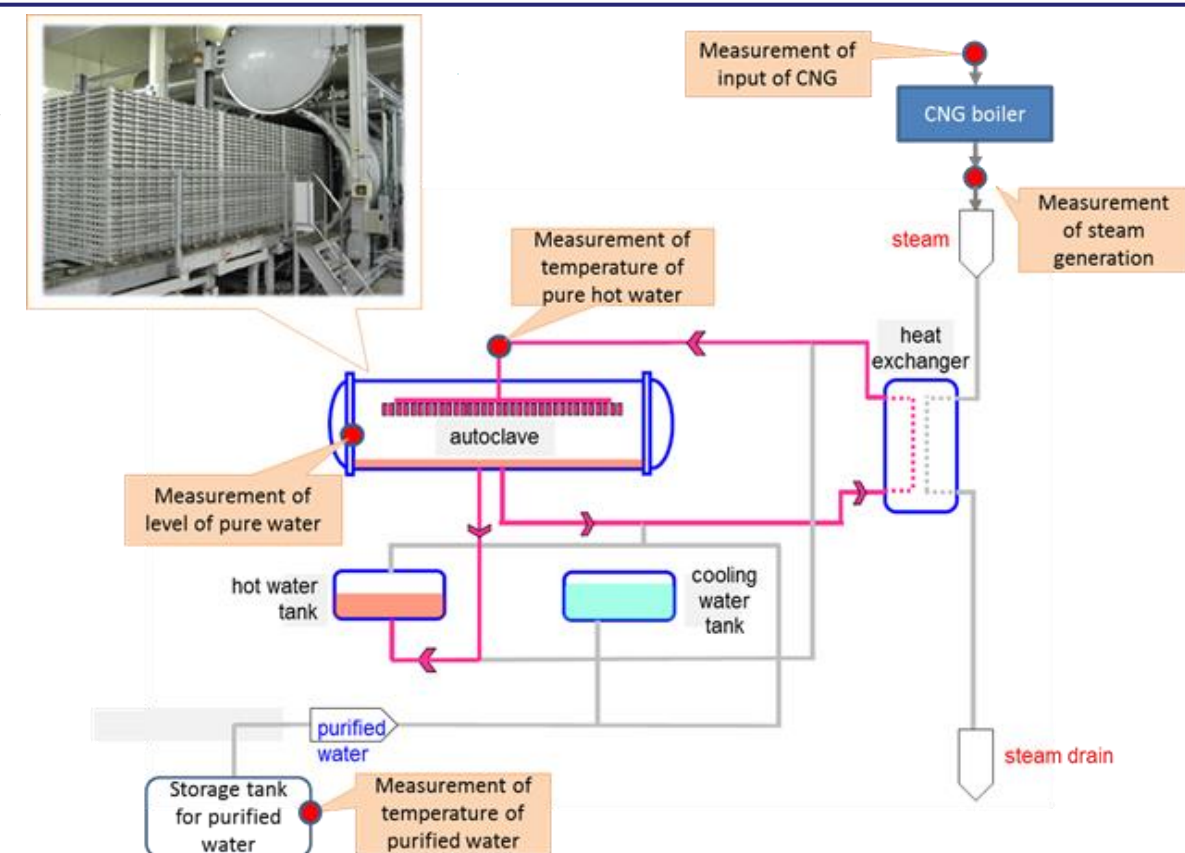 Measurement of
input of CNG
CNG boiler
Measurement
of steam
generation
steam
Measurement of
temperature of
pure hot water
heat
exchanger
autoclave
Measurement of
level of pure water
hot water
tank
cooling
water
tank
purified
water
steam drain
Storage tank
for purified
water
Measurement of
temperature of
purified water